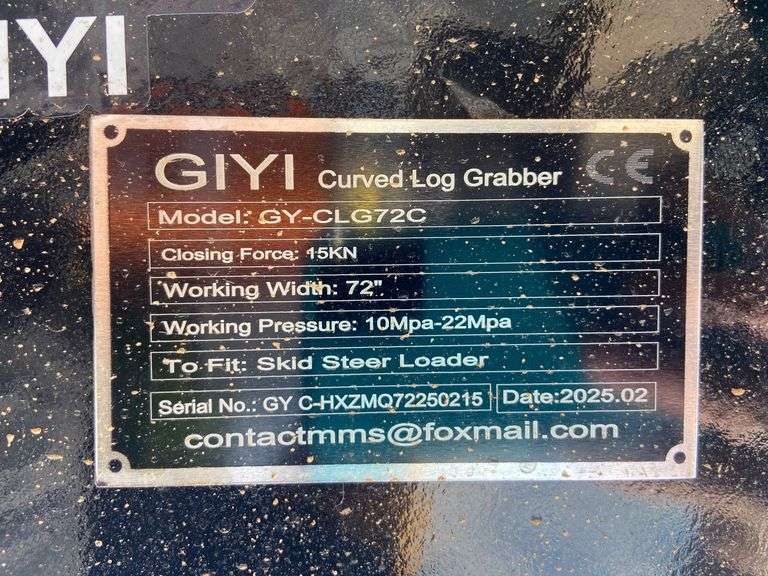 IYI
GIYI Curved Log Grabber CE
Model: GY-CLG72C
Closing Force: 15KN
Working Width: 72"
Working Pressure: 10Mpa-22Mpa
To Fit: Skid Steer Loader
Serial No.: GY C-HXZMQ72250215 Date:2025.02
contactmms@foxmail.com